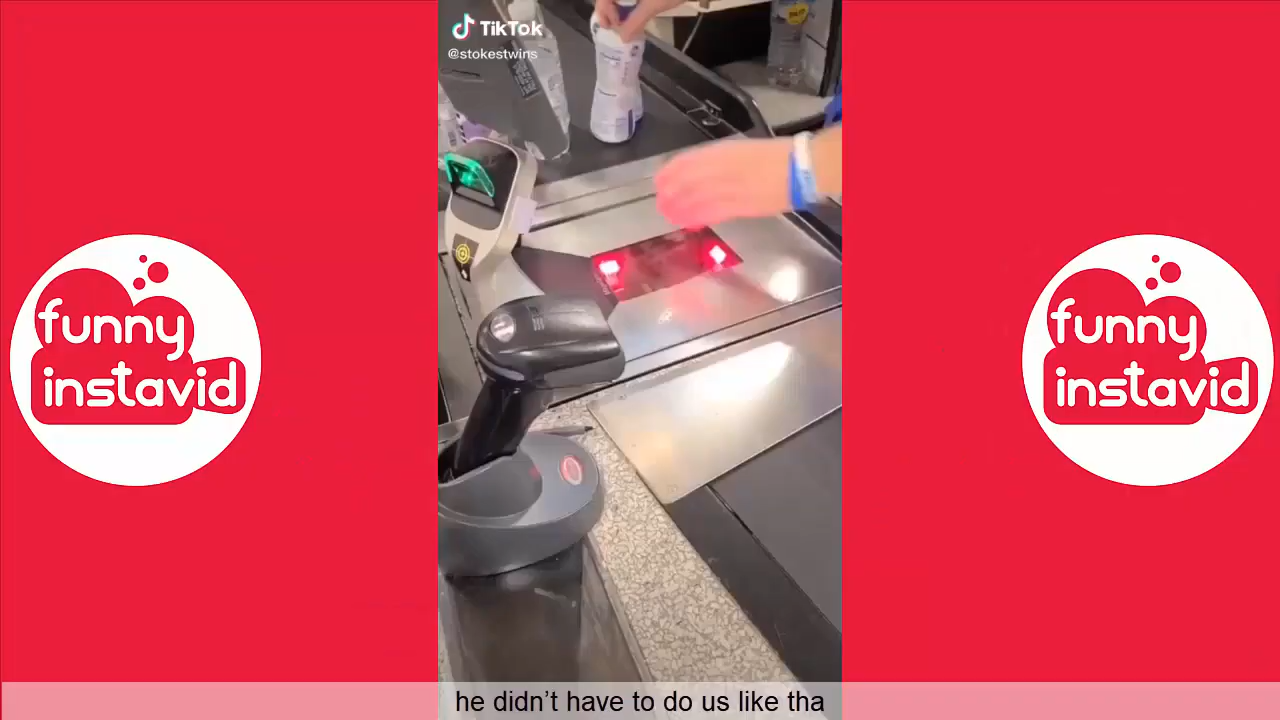 TikTok
@stokestwins
funny
instavid
funny
instavid
he didn’t have to do us like tha